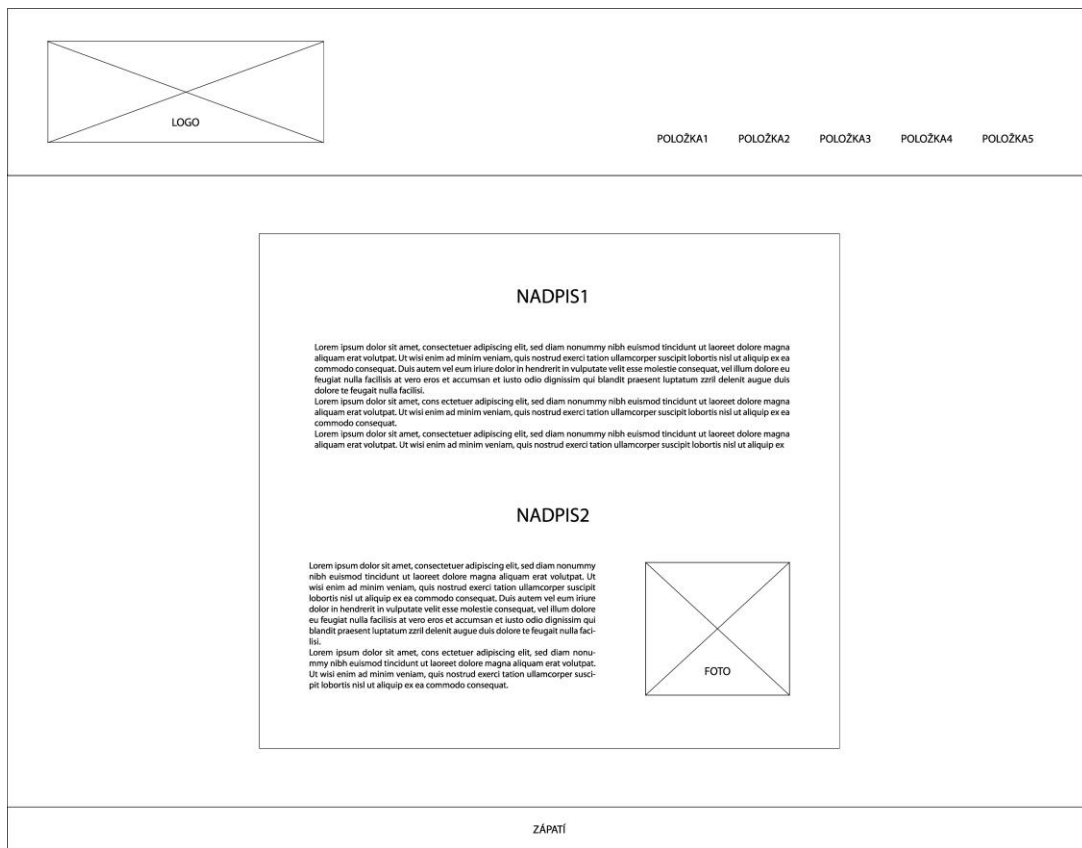 LOGO
POLOŽKA1 POLOŽKA2 POLOŽKA3 POLOŽKA4 POLOŽKA5
NADPIS1
Lorem ipsum dolor sit amet, consectetuer adipiscing elit, sed diam nonummy nibh euismod tincidunt ut laoreet dolore magna
aliquam erat volutpat. Ut wisi enim ad minim veniam, quis nostrud exerci tation ullamcorper suscipit lobortis nisl ut aliquip ex ea
commodo consequat. Duis autem vel eum iriure dolor in hendrerit in vulputate velit esse molestie consequat, vel illum dolore eu
feugiat nulla facilisis at vero eros et accumsan et iusto odio dignissim qui blandit praesent luptatum zzril delenit augue duis
dolore te feugait nulla facilisi.
Lorem ipsum dolor sit amet, cons ectetuer adipiscing elit, sed diam nonummy nibh euismod tincidunt ut laoreet dolore magna
aliquam erat volutpat. Ut wisi enim ad minim veniam, quis nostrud exerci tation ullamcorper suscipit lobortis nisl ut aliquip ex ea
commodo consequat.
Lorem ipsum dolor sit amet, consectetuer adipiscing elit, sed diam nonummy nibh euismod tincidunt ut laoreet dolore magna
aliquam erat volutpat. Ut wisi enim ad minim veniam, quis nostrud exerci tation ullamcorper suscipit lobortis nisl ut aliquip ex
NADPIS2
Lorem ipsum dolor sit amet, consectetuer adipiscing elit, sed diam nonummy
nibh euismod tincidunt ut laoreet dolore magna aliquam erat volutpat. Ut
wisi enim ad minim veniam, quis nostrud exerci tation ullamcorper suscipit
lobortis nisl ut aliquip ex ea commodo consequat. Duis autem vel eum iriure
dolor in hendrerit in vulputate velit esse molestie consequat, vel illum dolore
eu feugiat nulla facilisis at vero eros et accumsan et iusto odio dignissim qui
blandit praesent luptatum zzril delenit augue duis dolore te feugait nulla faci-
lisi.
Lorem ipsum dolor sit amet, cons ectetuer adipiscing elit, sed diam nonu-
mmy nibh euismod tincidunt ut laoreet dolore magna aliquam erat volutpat.
Ut wisi enim ad minim veniam, quis nostrud exerci tation ullamcorper susci-
pit lobortis nisl ut aliquip ex ea commodo consequat.
FOTO
ZÁPATÍ